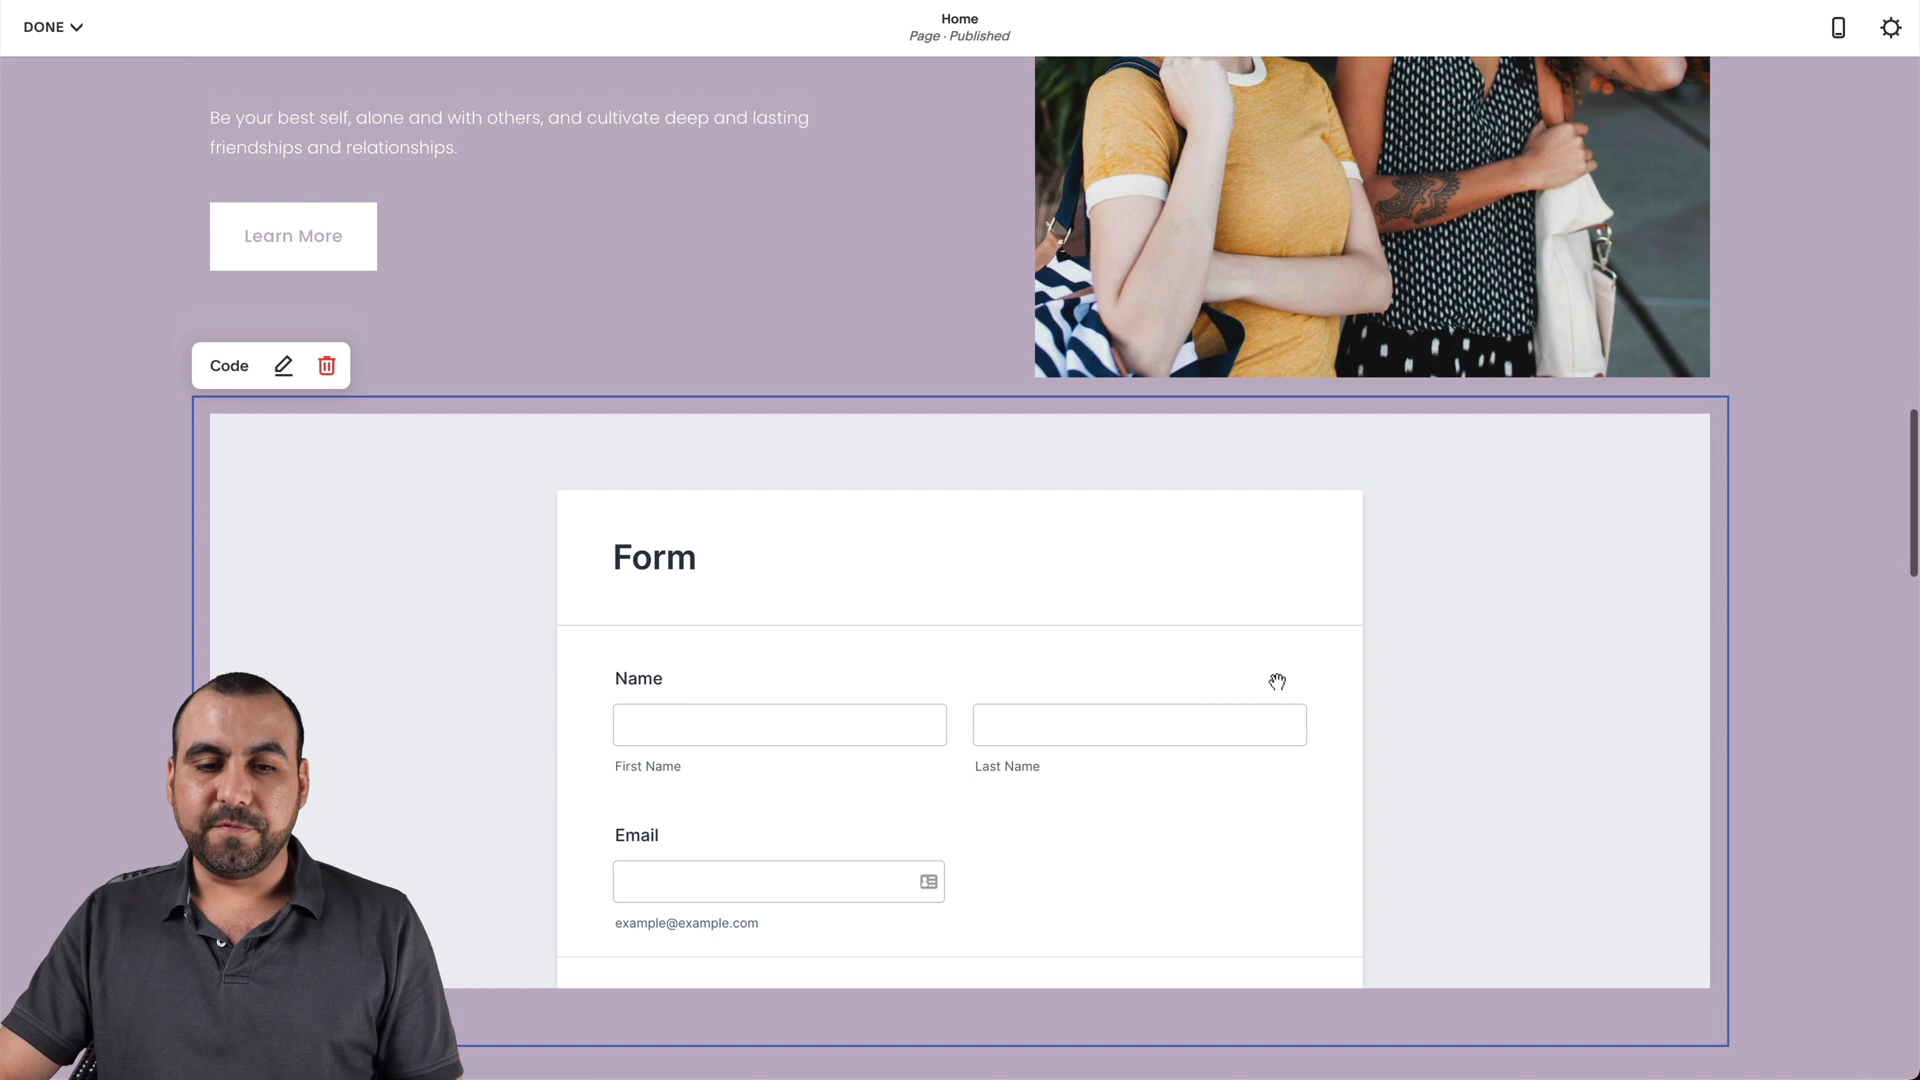 DONE
Home
Page · Published
Be your best self, alone and with others, and cultivate deep and lasting
friendships and relationships.
Learn More
Code
Form
Name
First Name
Last Name
Email
example@example.com